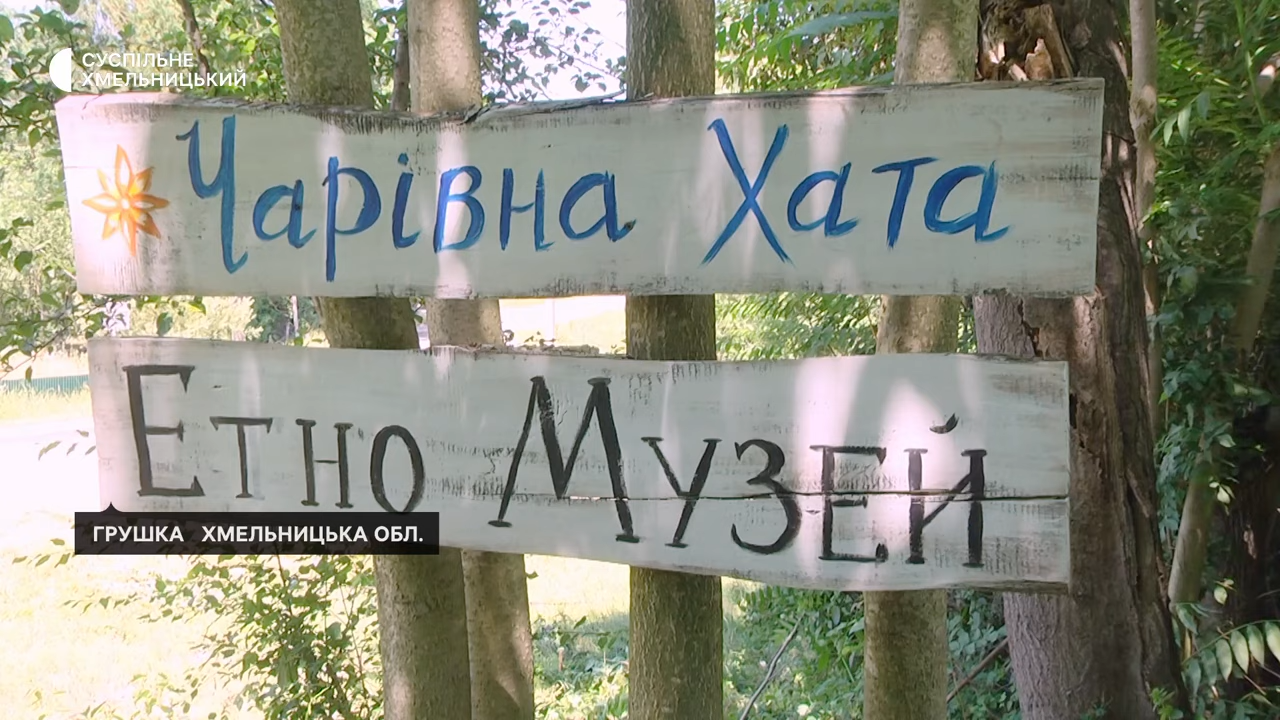 СУСПІЛЬНЕ
ХМЕЛЬНИЦЬКИЙ
Чарівна Хата
Етно Музей
ГРУШКА ХМЕЛЬНИЦЬКА ОБЛ.